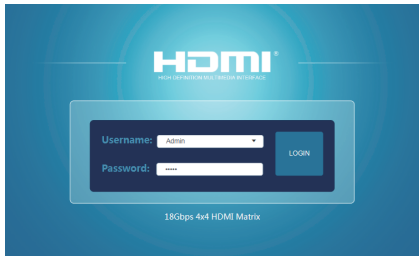 HDMI®
HIGH-DEFINITION MULTIMEDIA INTERFACE
Username: Admin
LOGIN
Password: •••••
18Gbps 4x4 HDMI Matrix